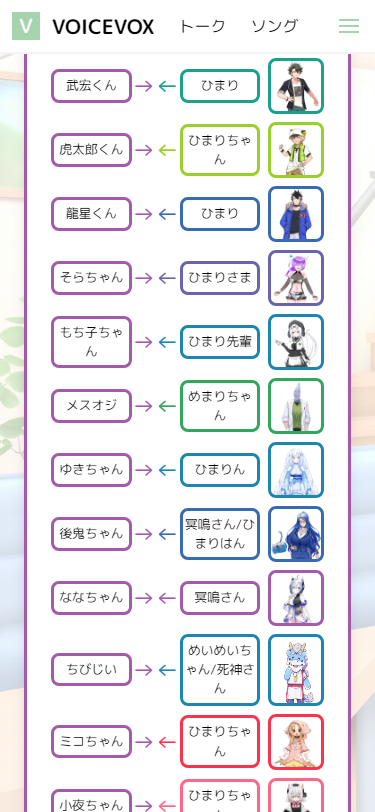 V VOICEVOX トーク ソング
武宏くん → ← ひまり
虎太郎くん → ← ひまりちゃ
ん
龍星くん → ← ひまり
そらちゃん → ← ひまりさま
もち子ちゃ
ん → ← ひまり先輩
メスオジ → ← めまりちゃ
ん
ゆきちゃん → ← ひまりん
後鬼ちゃん → ← 冥鳴さん/ひ
まりはん
ななちゃん → ← 冥鳴さん
ちびじい → ← めいめいち
ゃん/死神さ
ん
ミコちゃん → ← ひまりちゃ
ん
小夜ちゃん → ← ひまりちゃ